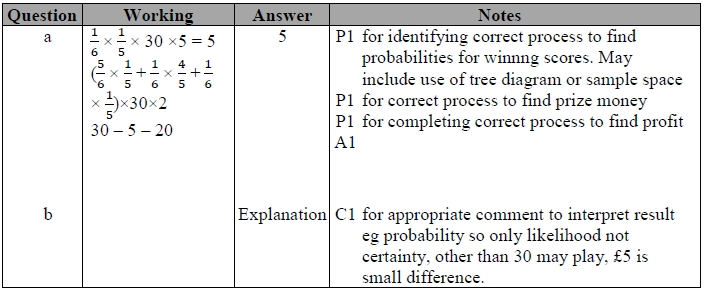 Question Working Answer Notes
a 1/6 × 1/5 × 30 ×5 = 5 5 P1 for identifying correct process to find
probabilities for winnng scores. May
(5/6 × 1/5 + 1/6 × 4/5 + 1/6 include use of tree diagram or sample space
× 1/5)×30×2 P1 for correct process to find prize money
30 – 5 – 20 P1 for completing correct process to find profit
A1
b Explanation C1 for appropriate comment to interpret result
eg probability so only likelihood not
certainty, other than 30 may play, £5 is
small difference.